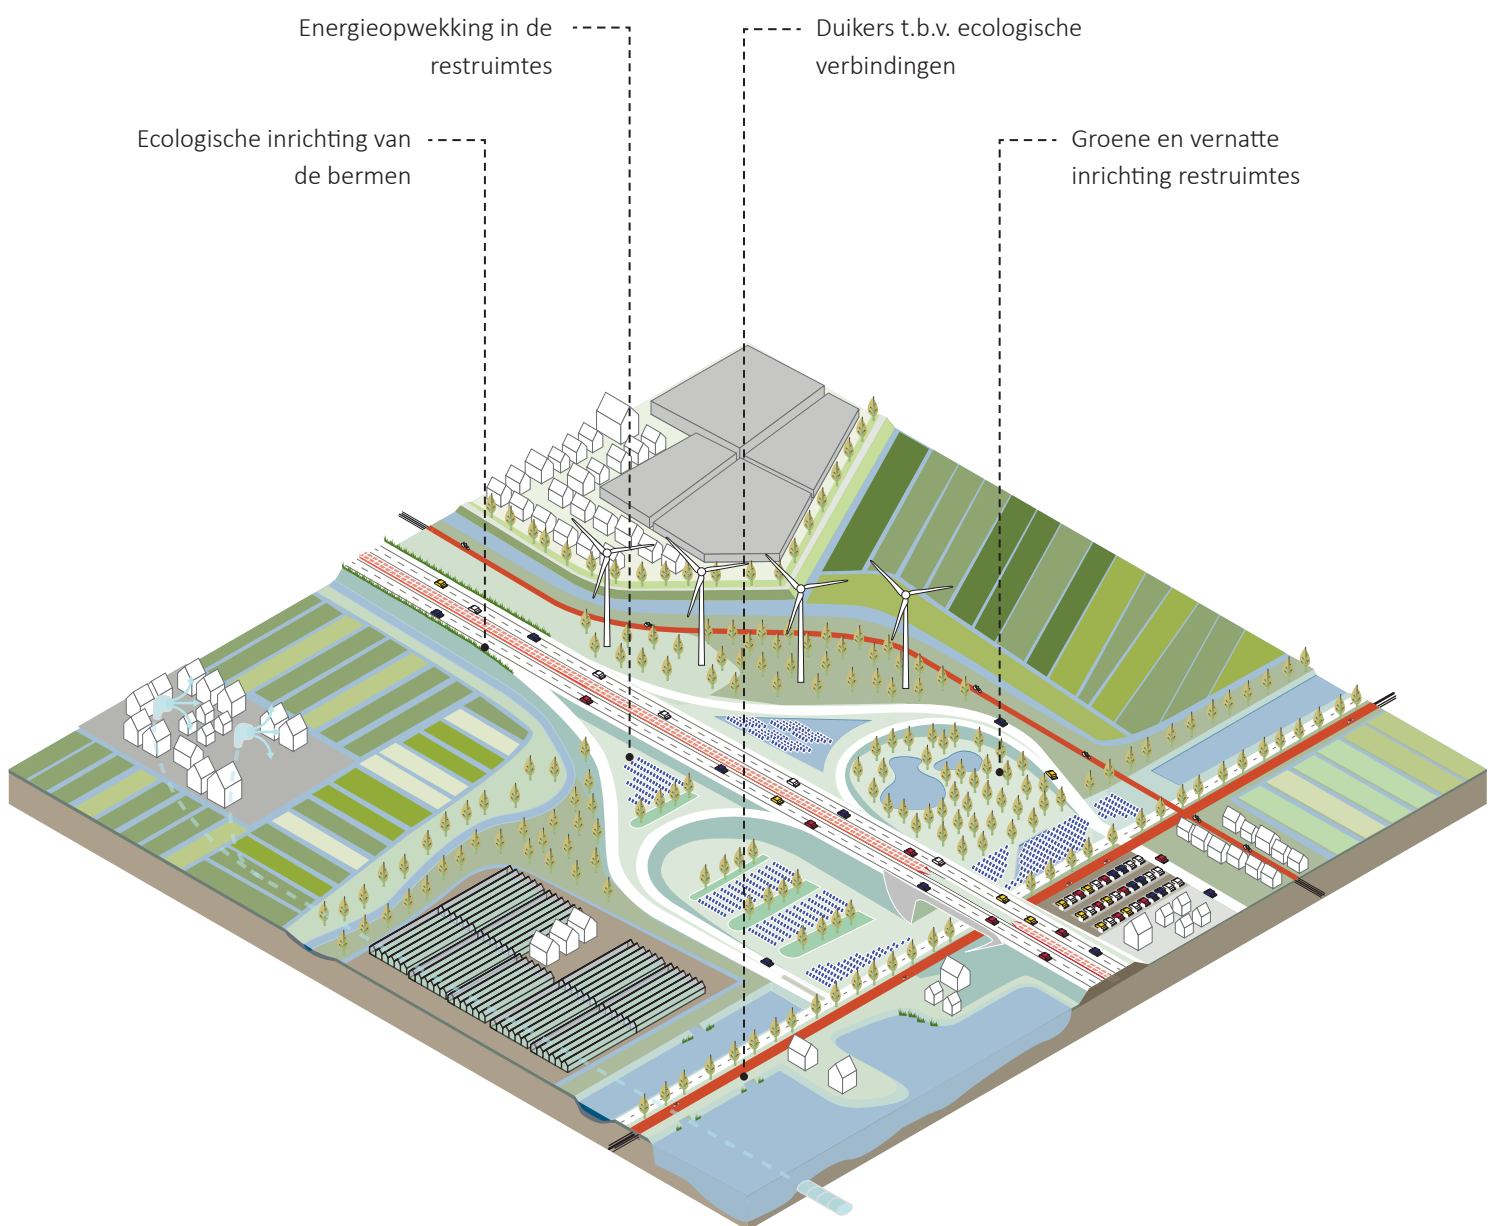 Energieopwekking in de
restruimtes
Duikers t.b.v. ecologische
verbindingen
Ecologische inrichting van
de bermen
Groene en vernatte
inrichting restruimtes